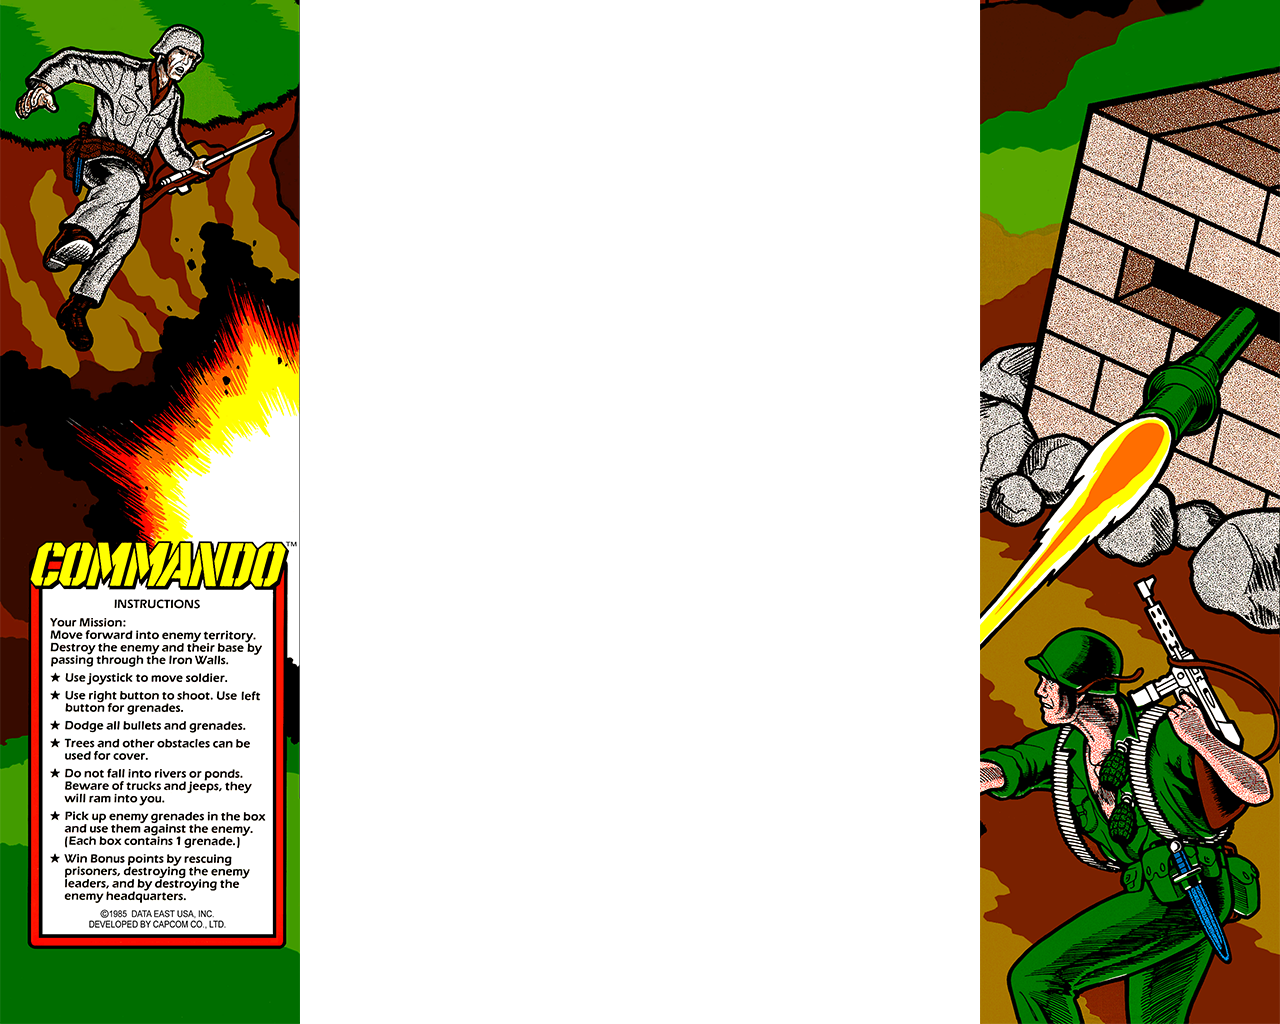 COMMANDO™
INSTRUCTIONS
Your Mission:
Move forward into enemy territory.
Destroy the enemy and their base by
passing through the Iron Walls.
★ Use joystick to move soldier.
★ Use right button to shoot. Use left
button for grenades.
★ Dodge all bullets and grenades.
★ Trees and other obstacles can be
used for cover.
★ Do not fall into rivers or ponds.
Beware of trucks and jeeps, they
will ram into you.
★ Pick up enemy grenades in the box
and use them against the enemy.
(Each box contains 1 grenade.)
★ Win Bonus points by rescuing
prisoners, destroying the enemy
leaders, and by destroying the
enemy headquarters.
©1985 DATA EAST USA, INC.
DEVELOPED BY CAPCOM CO., LTD.